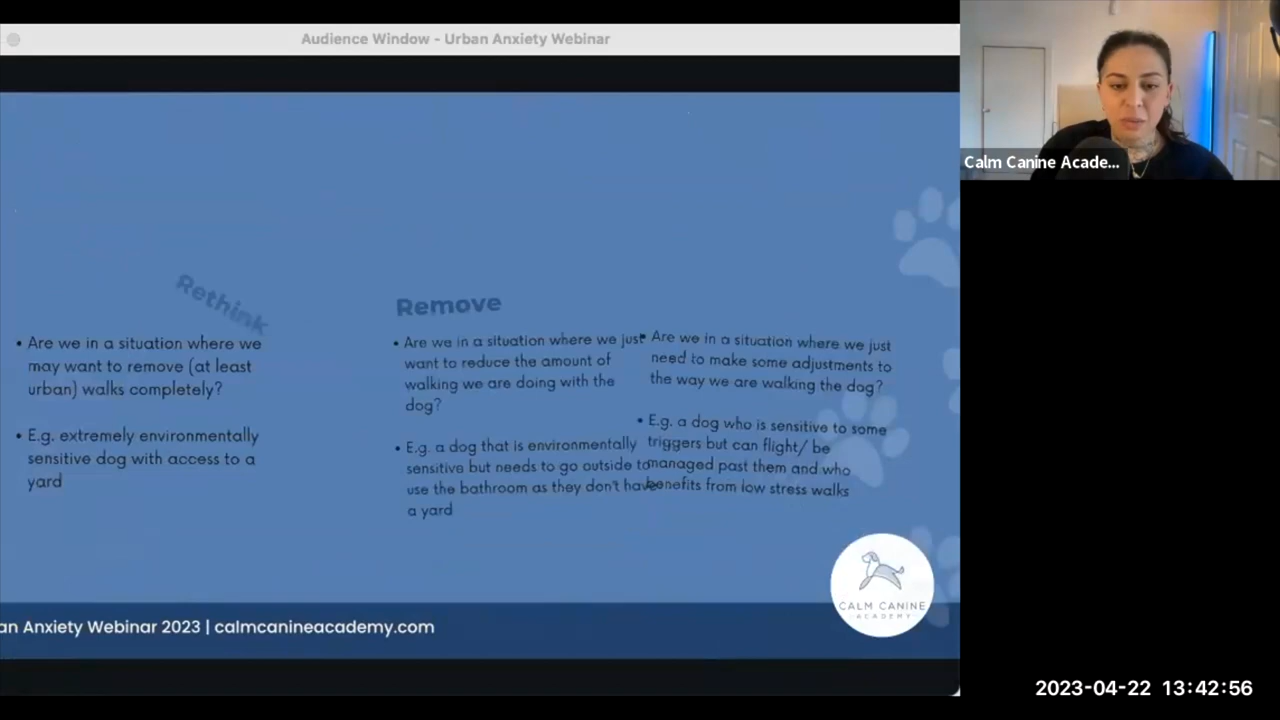 Audience Window - Urban Anxiety Webinar
Calm Canine Acade...
Rethink
Remove
• Are we in a situation where we
may want to remove (at least
urban) walks completely?
• E.g. extremely environmentally
sensitive dog with access to a
yard
• Are we in a situation where we just
want to reduce the amount of
walking we are doing with the
dog?
• E.g. a dog that is environmentally
sensitive but needs to go outside to
use the bathroom as they don't have
a yard
• Are we in a situation where we just
need to make some adjustments to
the way we are walking the dog?
• E.g. a dog who is sensitive to some
triggers but can flight/ be
managed past them and who
benefits from low stress walks
CALM CANINE
ACADEMY
an Anxiety Webinar 2023 | calmcanineacademy.com
2023-04-22 13:42:56